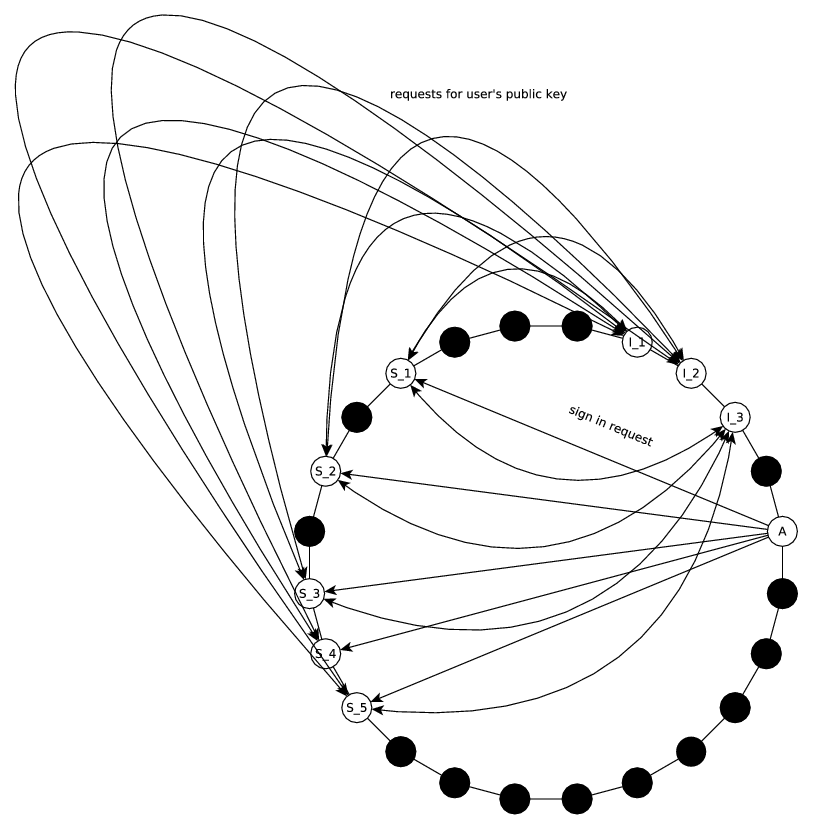 requests for user's public key
I_1
I_2
S_1
I_3
sign in request
S_2
A
S_3
S_4
S_5